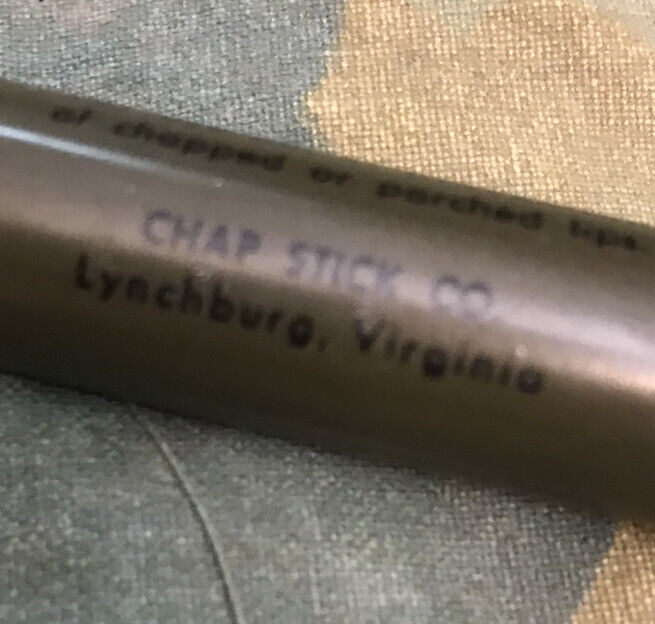 of chapped or parched lips.
CHAP STICK CO.
Lynchburg, Virginia